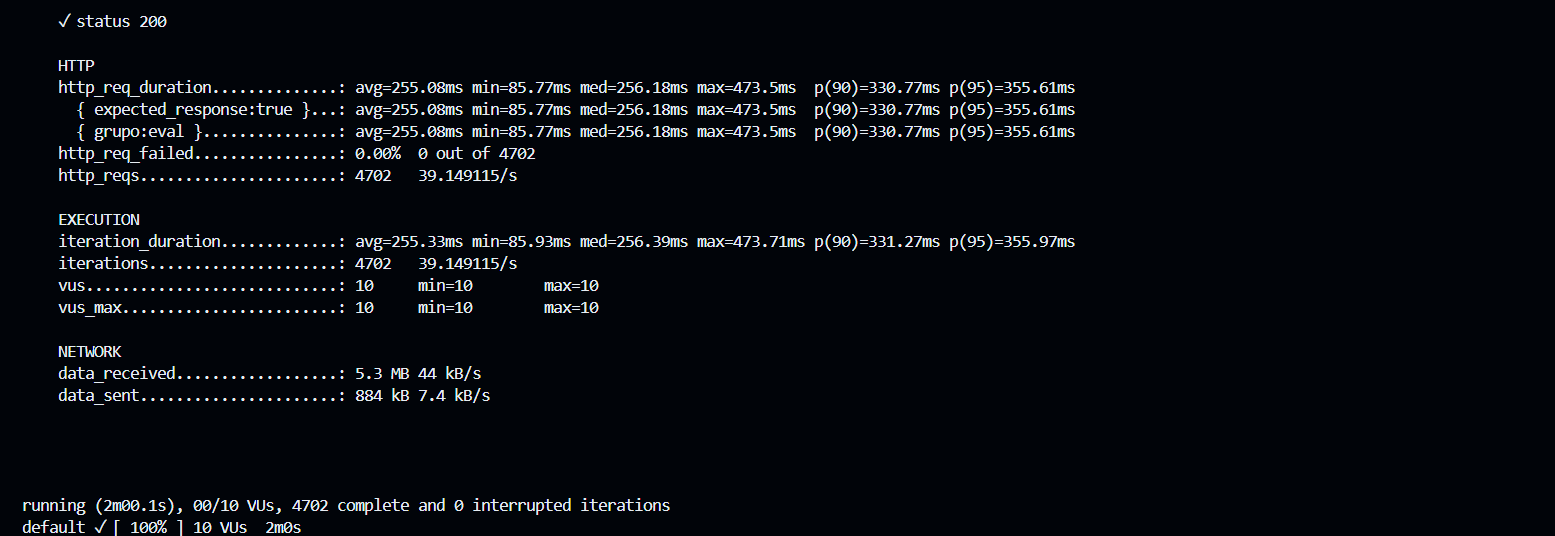 ✓ status 200
HTTP
http_req_duration..............: avg=255.08ms min=85.77ms med=256.18ms max=473.5ms  p(90)=330.77ms p(95)=355.61ms
{ expected_response:true }...: avg=255.08ms min=85.77ms med=256.18ms max=473.5ms  p(90)=330.77ms p(95)=355.61ms
{ grupo:eval }...............: avg=255.08ms min=85.77ms med=256.18ms max=473.5ms  p(90)=330.77ms p(95)=355.61ms
http_req_failed................: 0.00%  0 out of 4702
http_reqs......................: 4702   39.149115/s
EXECUTION
iteration_duration.............: avg=255.33ms min=85.93ms med=256.39ms max=473.71ms p(90)=331.27ms p(95)=355.97ms
iterations.....................: 4702   39.149115/s
vus............................: 10     min=10        max=10
vus_max........................: 10     min=10        max=10
NETWORK
data_received..................: 5.3 MB 44 kB/s
data_sent......................: 884 kB 7.4 kB/s
running (2m00.1s), 00/10 VUs, 4702 complete and 0 interrupted iterations
default ✓ [ 100% ] 10 VUs  2m0s